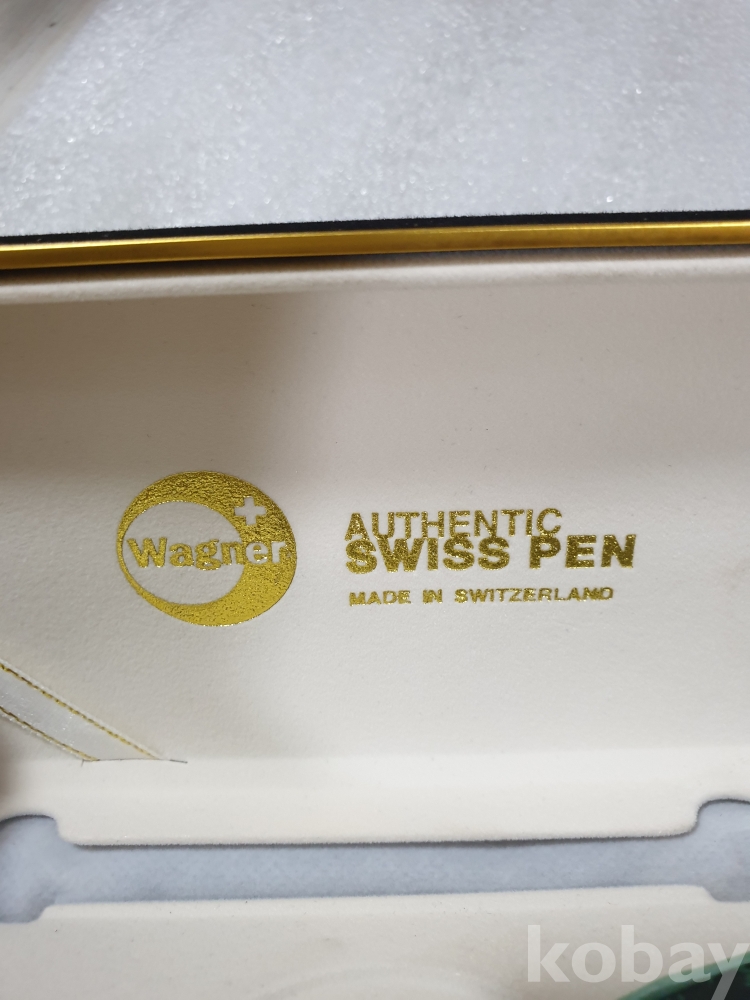 Wagner
AUTHENTIC
SWISS PEN
MADE IN SWITZERLAND
kobay